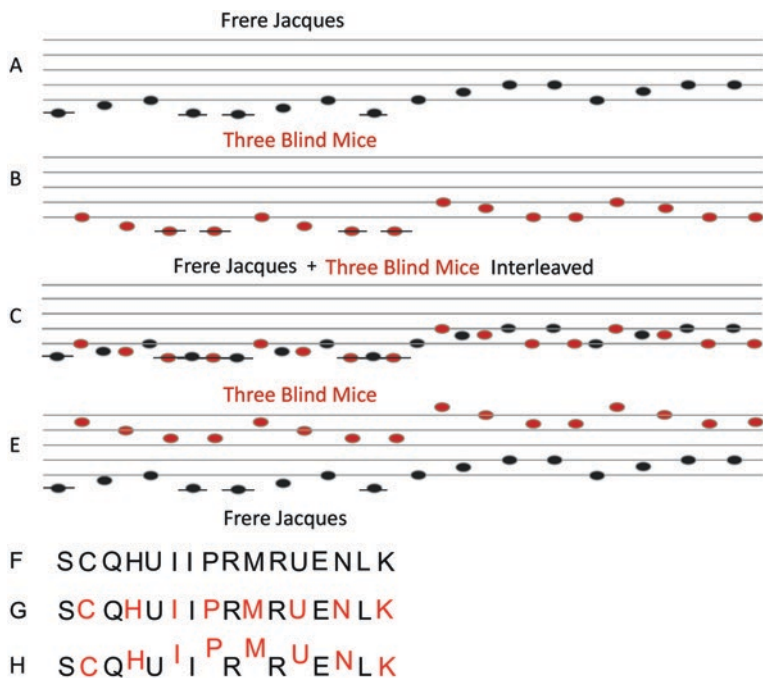 Frere Jacques
A
Three Blind Mice
B
Frere Jacques + Three Blind Mice Interleaved
C
Three Blind Mice
E
Frere Jacques
F SCQHUIIPRMRUENLK
G SCQHUIIPRMRUENLK
H SCQHUIIPRMRUENLK